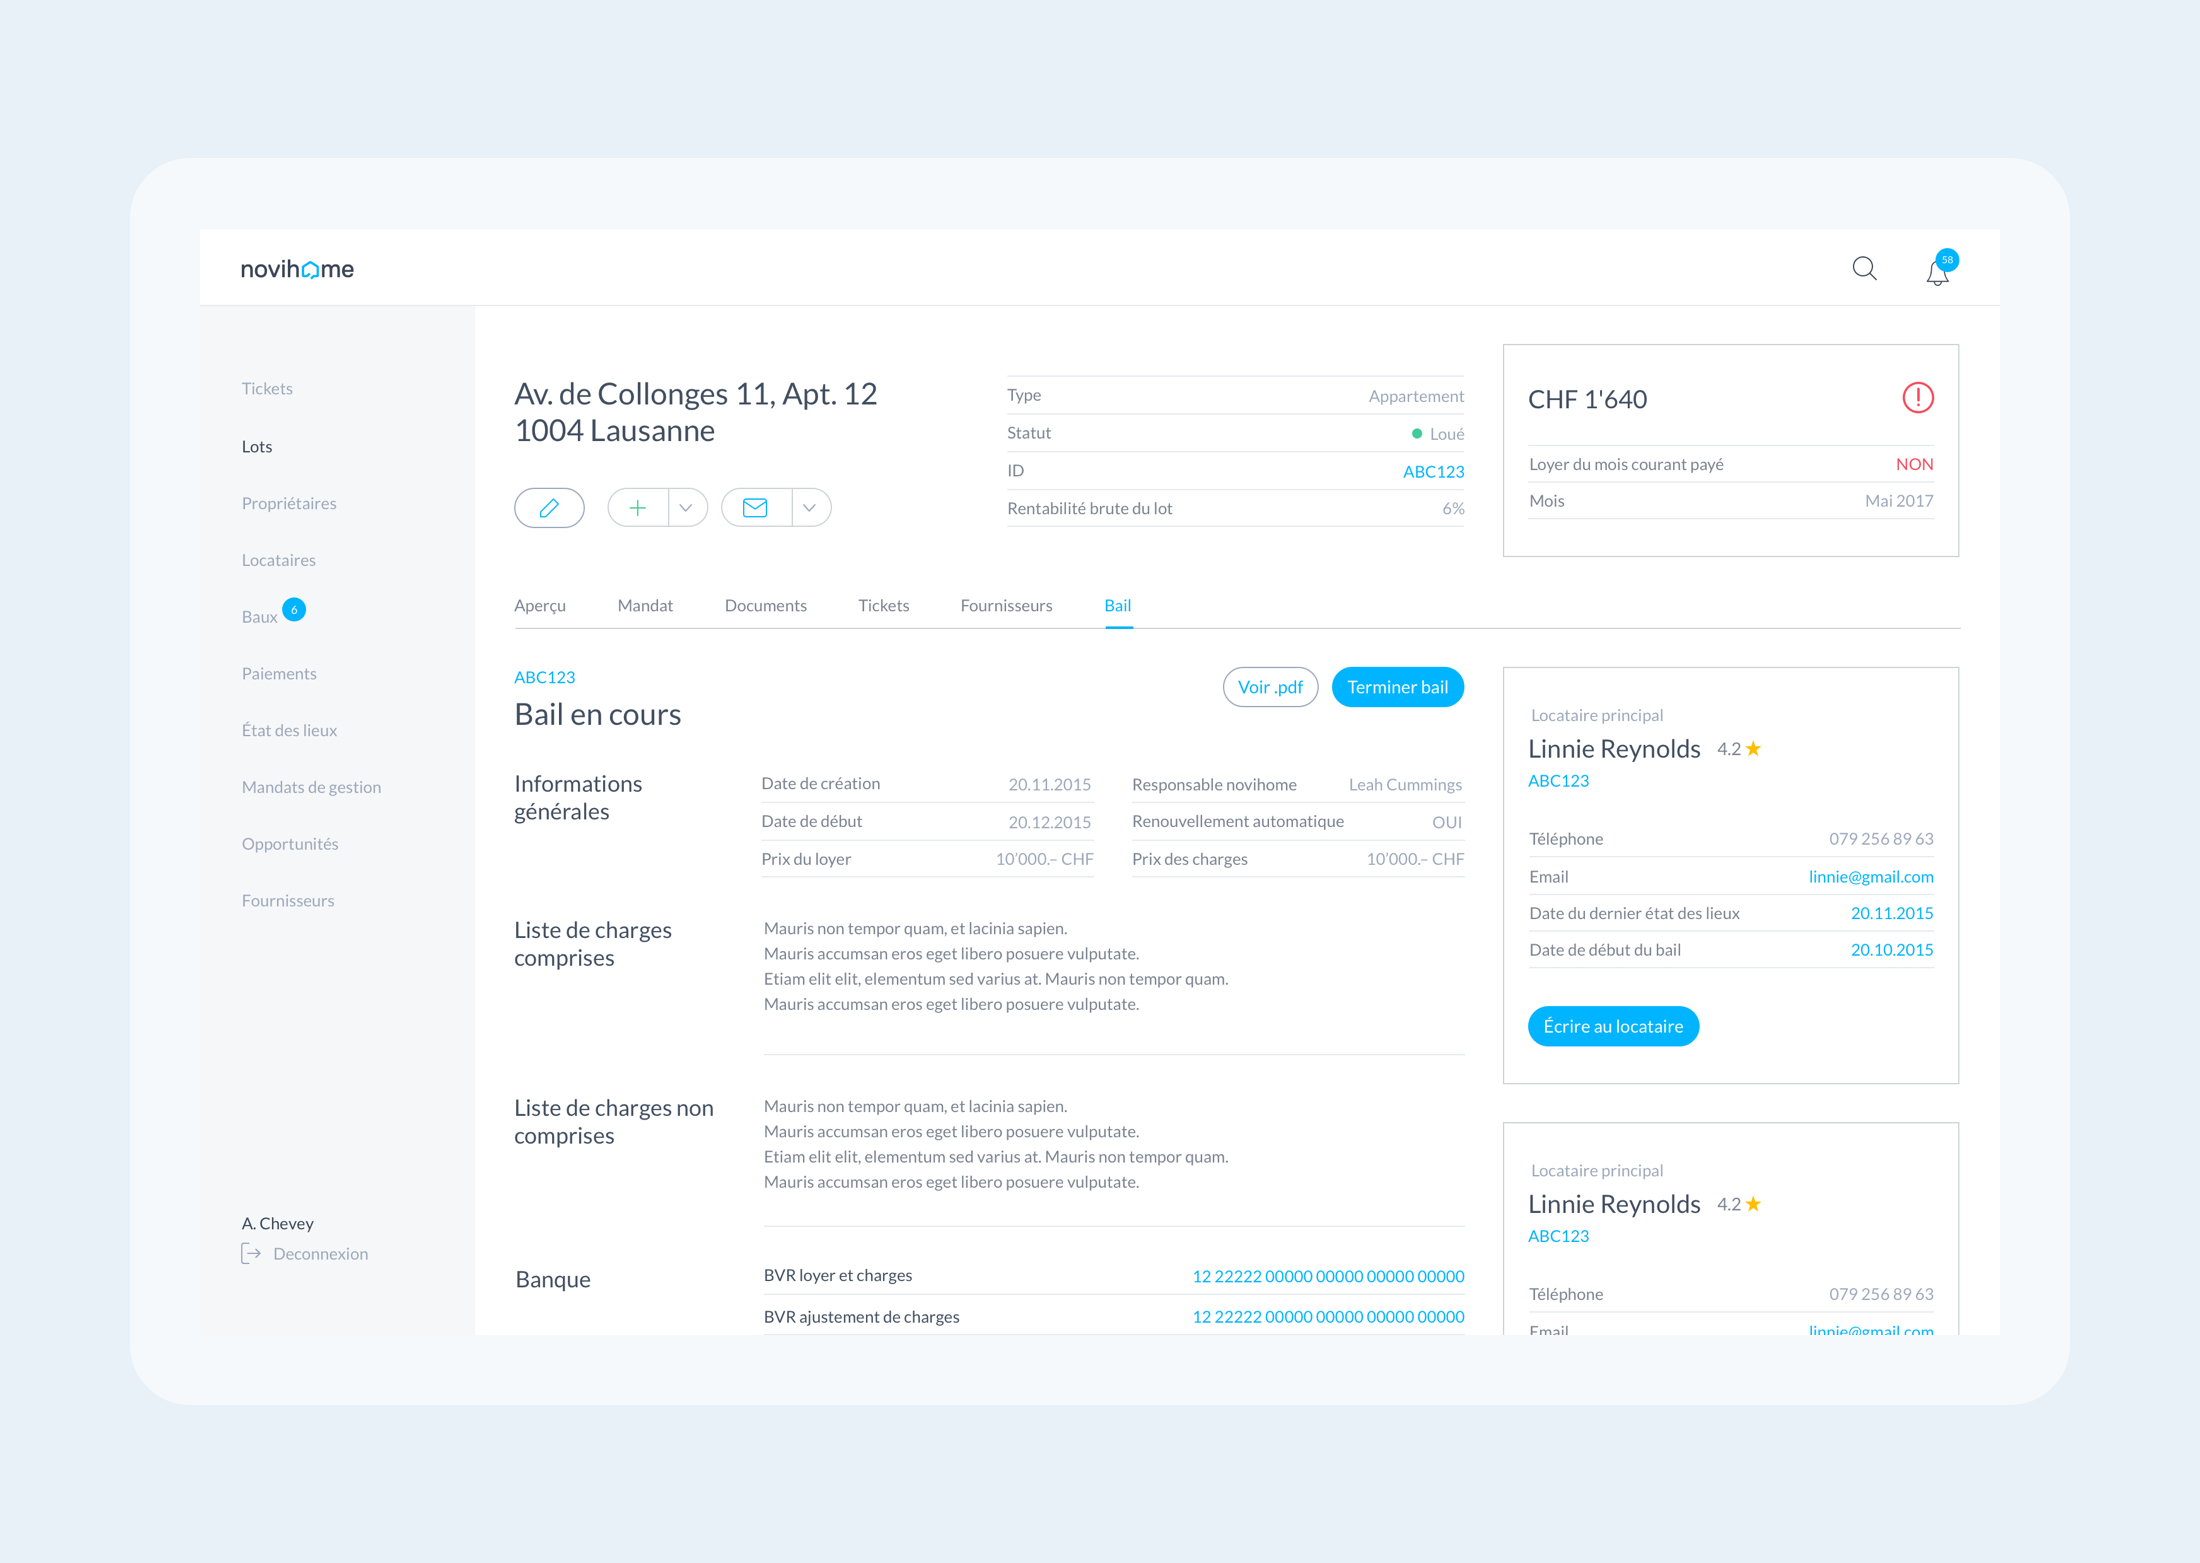 novihome
58
Tickets
Lots
Propriétaires
Locataires
Baux 6
Paiements
État des lieux
Mandats de gestion
Opportunités
Fournisseurs
A. Chevey
Deconnexion
Av. de Collonges 11, Apt. 12
1004 Lausanne
Type Appartement
Statut Loué
ID ABC123
Rentabilité brute du lot 6%
CHF 1'640
Loyer du mois courant payé NON
Mois Mai 2017
Aperçu Mandat Documents Tickets Fournisseurs Bail
ABC123
Bail en cours
Voir .pdf Terminer bail
Informations
générales
Date de création 20.11.2015
Date de début 20.12.2015
Prix du loyer 10’000.– CHF
Responsable novihome Leah Cummings
Renouvellement automatique OUI
Prix des charges 10’000.– CHF
Liste de charges
comprises
Mauris non tempor quam, et lacinia sapien.
Mauris accumsan eros eget libero posuere vulputate.
Etiam elit elit, elementum sed varius at. Mauris non tempor quam.
Mauris accumsan eros eget libero posuere vulputate.
Liste de charges non
comprises
Mauris non tempor quam, et lacinia sapien.
Mauris accumsan eros eget libero posuere vulputate.
Etiam elit elit, elementum sed varius at. Mauris non tempor quam.
Mauris accumsan eros eget libero posuere vulputate.
Banque
BVR loyer et charges 12 22222 00000 00000 00000 00000
BVR ajustement de charges 12 22222 00000 00000 00000 00000
Locataire principal
Linnie Reynolds 4.2
ABC123
Téléphone 079 256 89 63
Email linnie@gmail.com
Date du dernier état des lieux 20.11.2015
Date de début du bail 20.10.2015
Écrire au locataire
Locataire principal
Linnie Reynolds 4.2
ABC123
Téléphone 079 256 89 63
Email linnie@gmail.com